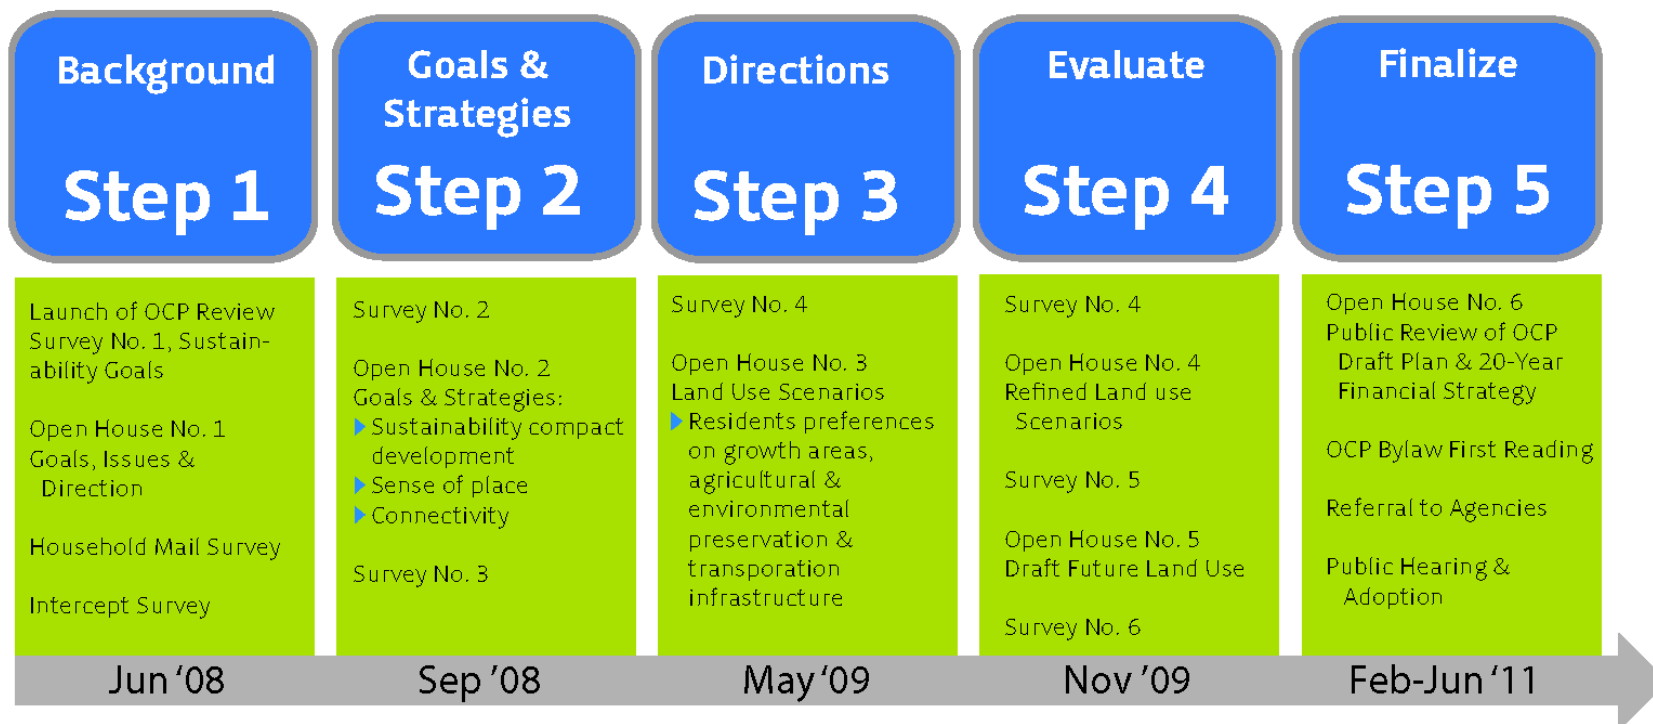 Background
Step 1
Goals &
Strategies
Step 2
Directions
Step 3
Evaluate
Step 4
Finalize
Step 5
Launch of OCP Review
Survey No. 1, Sustain-
ability Goals
Open House No. 1
Goals, Issues &
Direction
Household Mail Survey
Intercept Survey
Survey No. 2
Open House No. 2
Goals & Strategies:
Sustainability compact
development
Sense of place
Connectivity
Survey No. 3
Survey No. 4
Open House No. 3
Land Use Scenarios
Residents preferences
on growth areas,
agricultural &
environmental
preservation &
transporation
infrastructure
Survey No. 4
Open House No. 4
Refined Land use
Scenarios
Survey No. 5
Open House No. 5
Draft Future Land Use
Survey No. 6
Open House No. 6
Public Review of OCP
Draft Plan & 20-Year
Financial Strategy
OCP Bylaw First Reading
Referral to Agencies
Public Hearing &
Adoption
Jun ‘08
Sep ’08
May ‘09
Nov ‘09
Feb-Jun ‘11